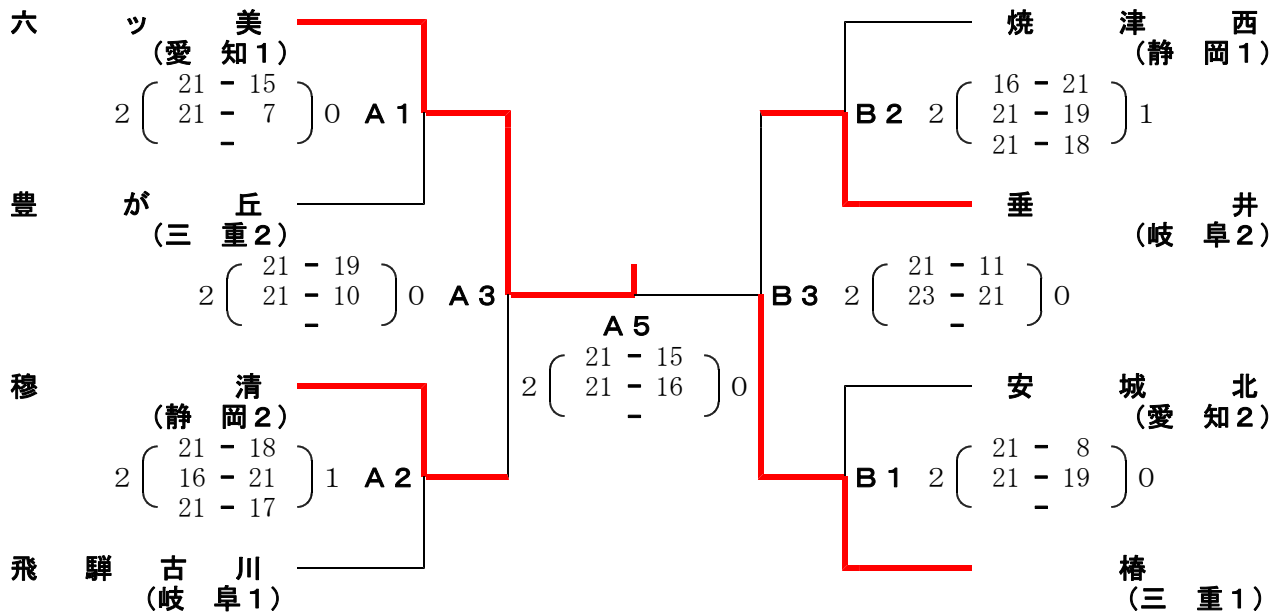 六ッ美
(愛 知1)
21 - 15
2 21 - 7 0 A1
-
豊が丘
(三 重2)
21 - 19
2 21 - 10 0 A3
-
穆清
(静 岡2)
21 - 18
2 16 - 21 1 A2
21 - 17
飛騨古川
(岐 阜1)
A5
21 - 15
2 21 - 16 0
-
焼津西
(静 岡1)
16 - 21
B2 2 21 - 19 1
21 - 18
垂井
(岐 阜2)
21 - 11
B3 2 23 - 21 0
-
安城北
(愛 知2)
21 - 8
B1 2 21 - 19 0
-
椿
(三 重1)